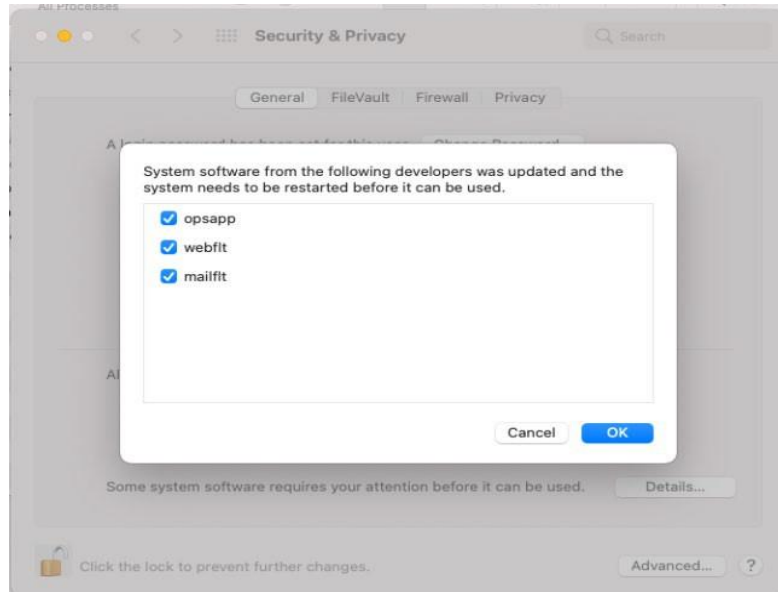 All Processes
Security & Privacy
Search
General FileVault Firewall Privacy
System software from the following developers was updated and the
system needs to be restarted before it can be used.
opsapp
webflt
mailflt
Cancel OK
Some system software requires your attention before it can be used. Details...
Click the lock to prevent further changes. Advanced... ?